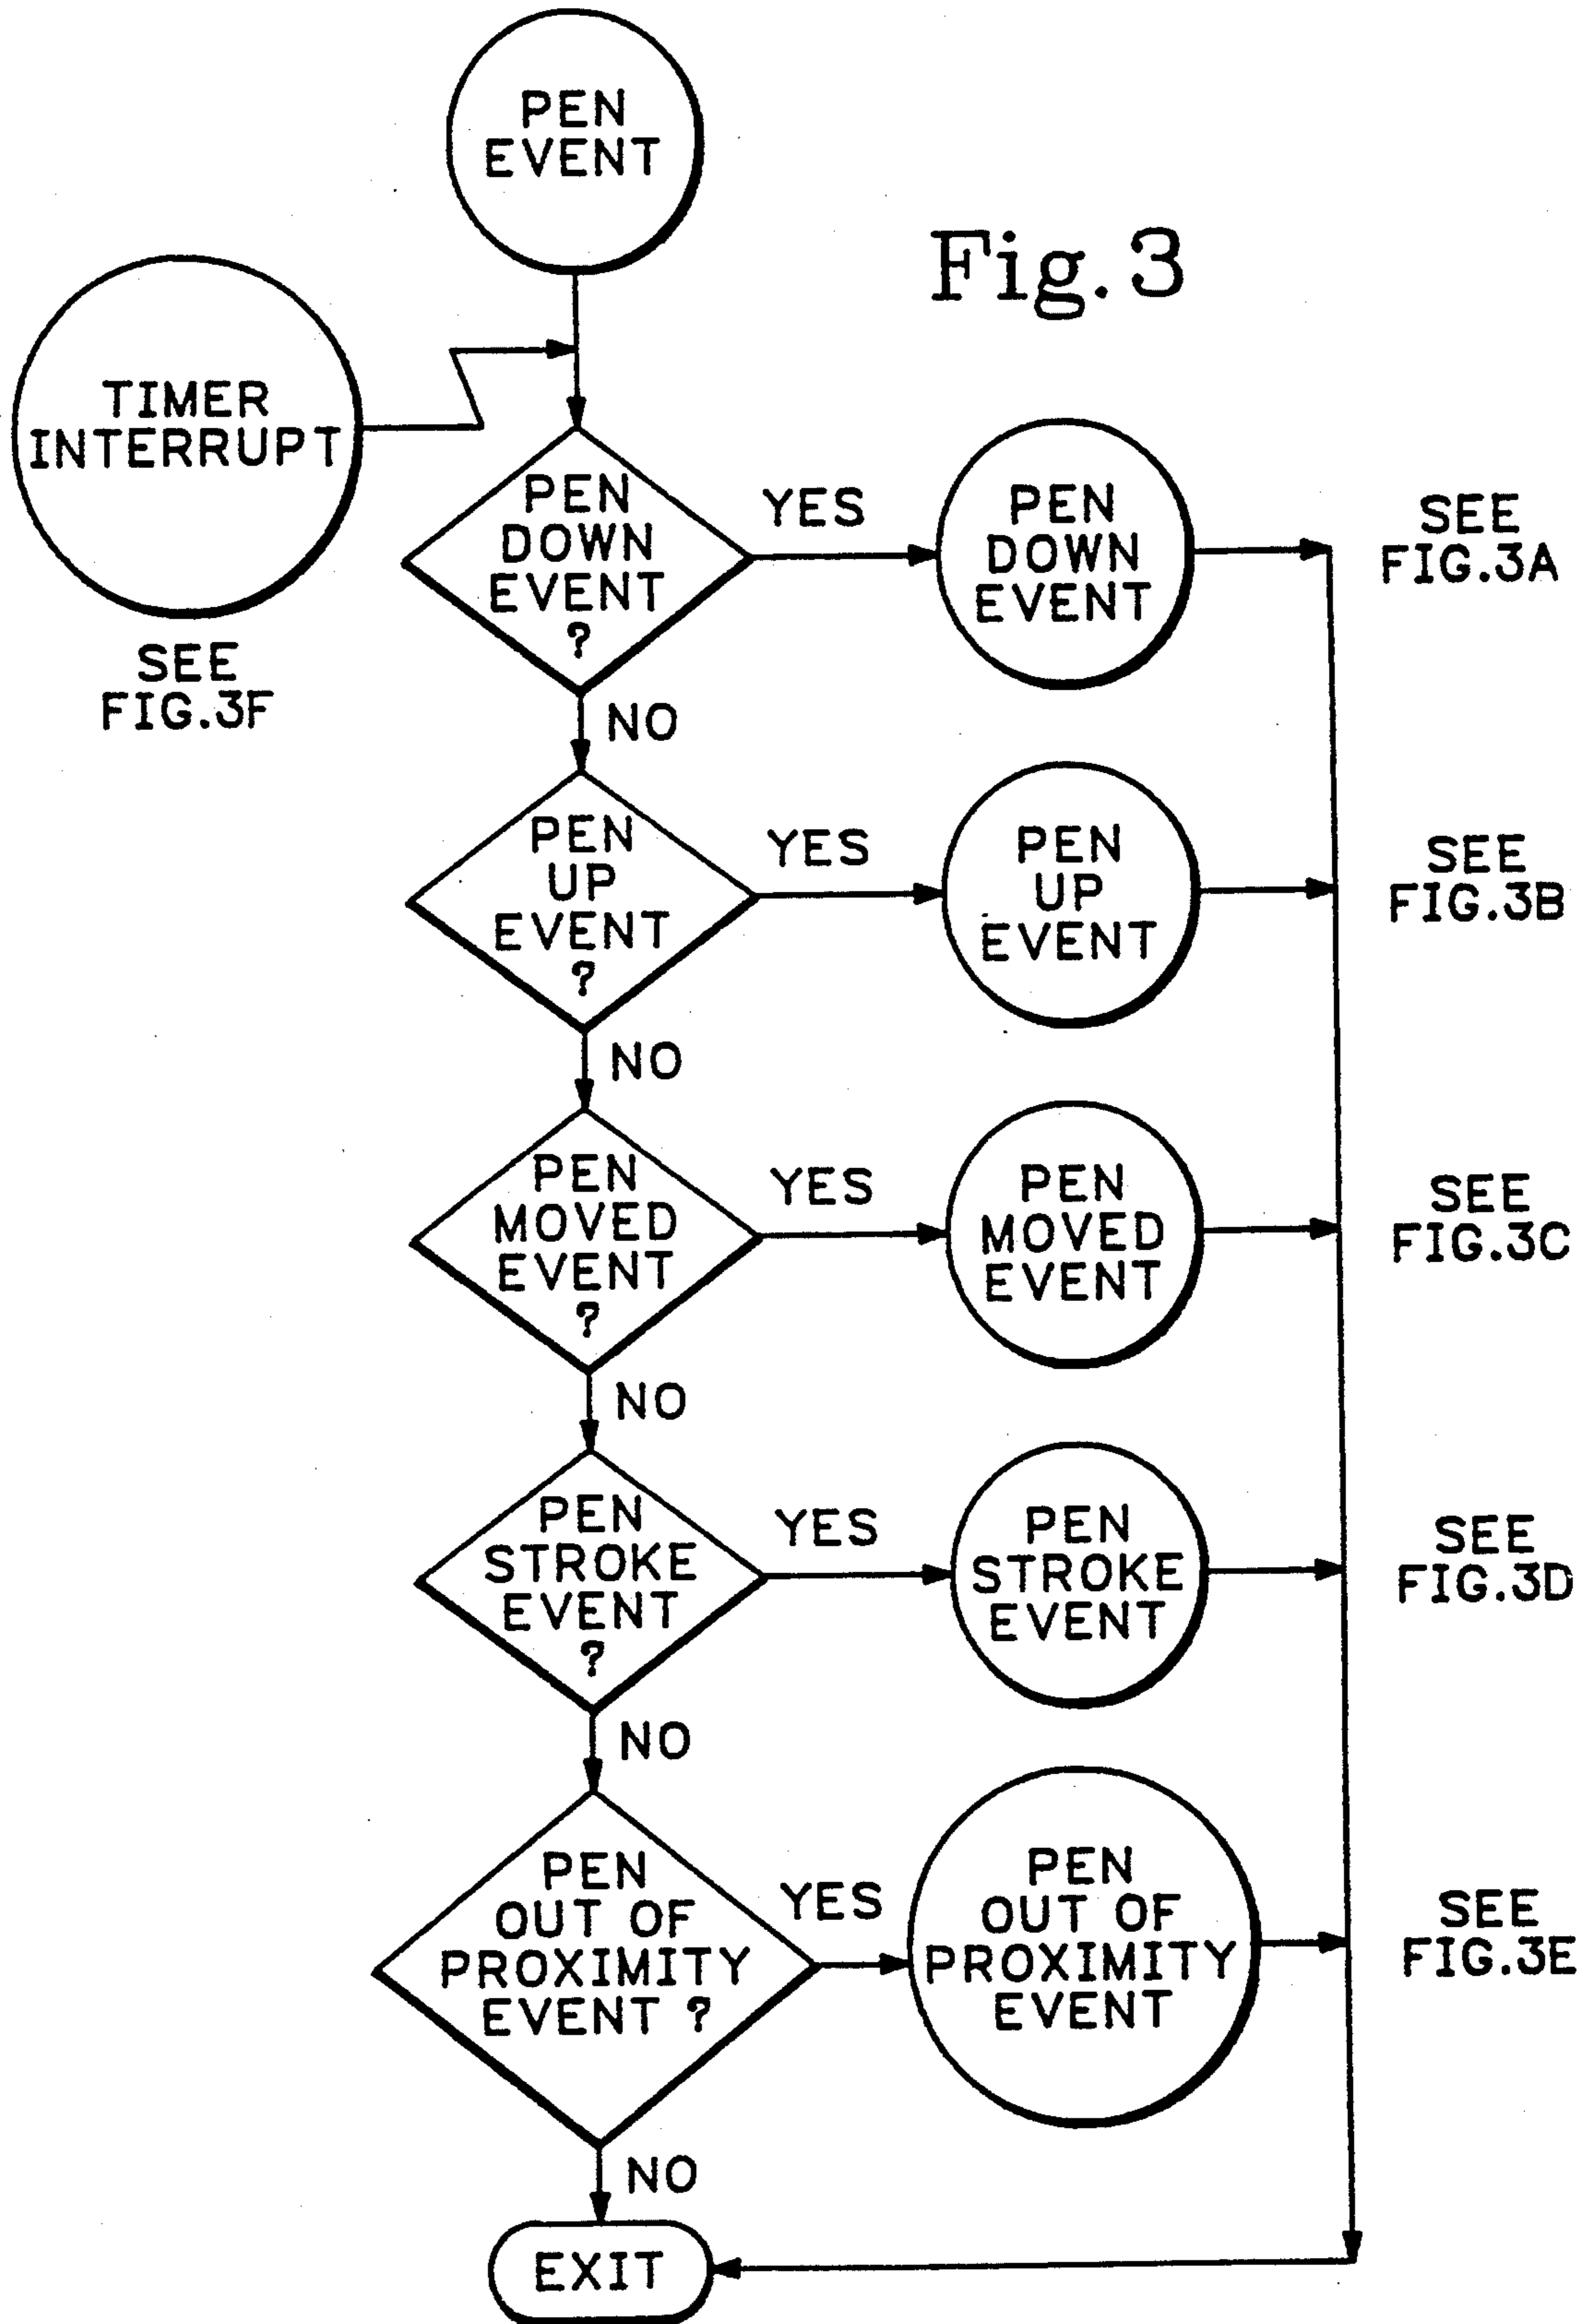 PEN
EVENT
Fig. 3
TIMER
INTERRUPT
SEE
FIG.3F
PEN
DOWN
EVENT
?
YES
PEN
DOWN
EVENT
SEE
FIG.3A
NO
PEN
UP
EVENT
?
YES
PEN
UP
EVENT
SEE
FIG.3B
NO
PEN
MOVED
EVENT
?
YES
PEN
MOVED
EVENT
SEE
FIG.3C
NO
PEN
STROKE
EVENT
?
YES
PEN
STROKE
EVENT
SEE
FIG.3D
NO
PEN
OUT OF
PROXIMITY
EVENT ?
YES
PEN
OUT OF
PROXIMITY
EVENT
SEE
FIG.3E
NO
EXIT